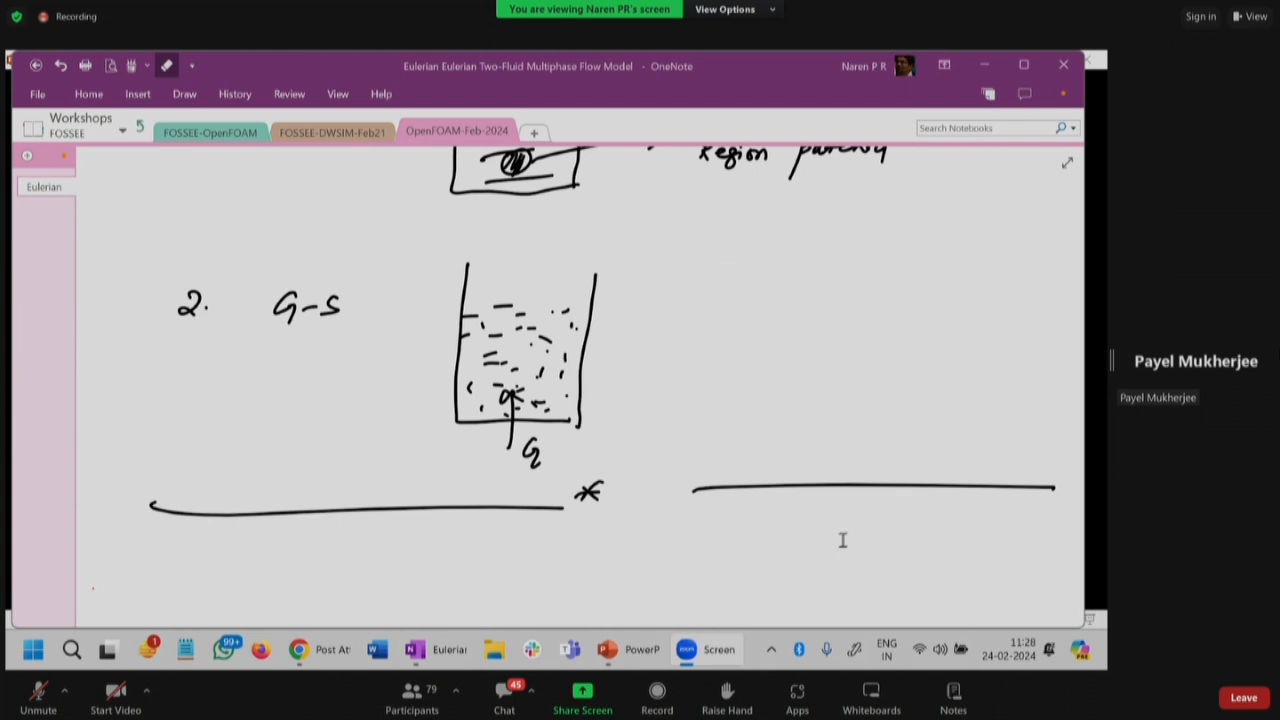 Recording
You are viewing Naren PR's screen
View Options
Sign in
View
Eulerian Eulerian Two-Fluid Multiphase Flow Model - OneNote
Naren P R
File
Home
Insert
Draw
History
Review
View
Help
Workshops
FOSSEE
FOSSEE-OpenFOAM
FOSSEE-DWSIM-Feb21
OpenFOAM-Feb-2024
Search Notebooks
Eulerian
Region
2. G-S
G
Payel Mukherjee
Payel Mukherjee
1
99+
Post At
Eulerian
PowerP
zoom
Screen
ENG
IN
11:28
24-02-2024
PRE
Unmute
Start Video
79
Participants
45
Chat
Share Screen
Record
Raise Hand
Apps
Whiteboards
Notes
Leave